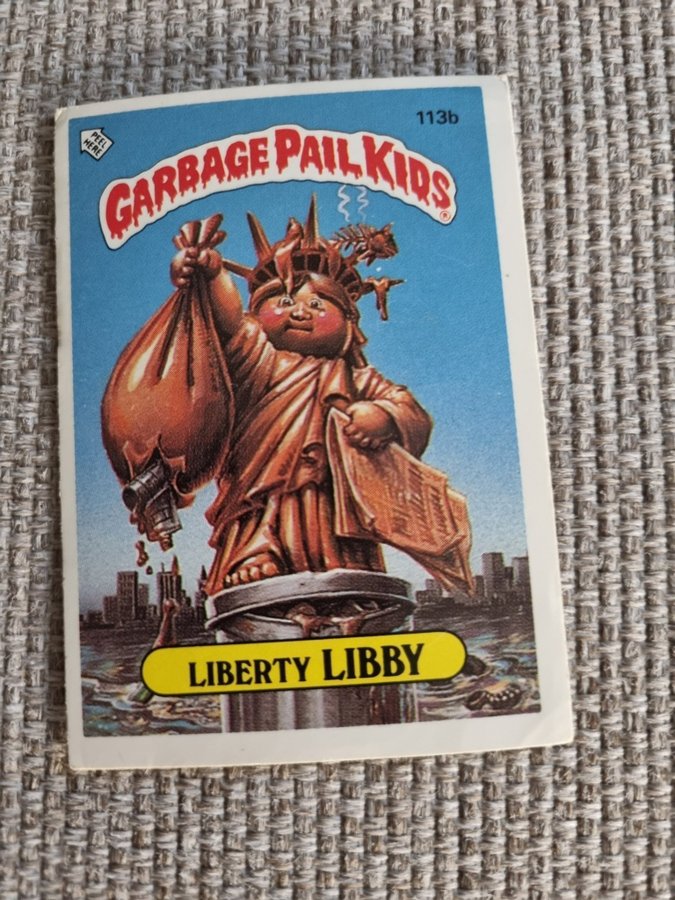 113b
PEEL
HERE
GARBAGE PAIL KIDS®
LIBERTY LIBBY